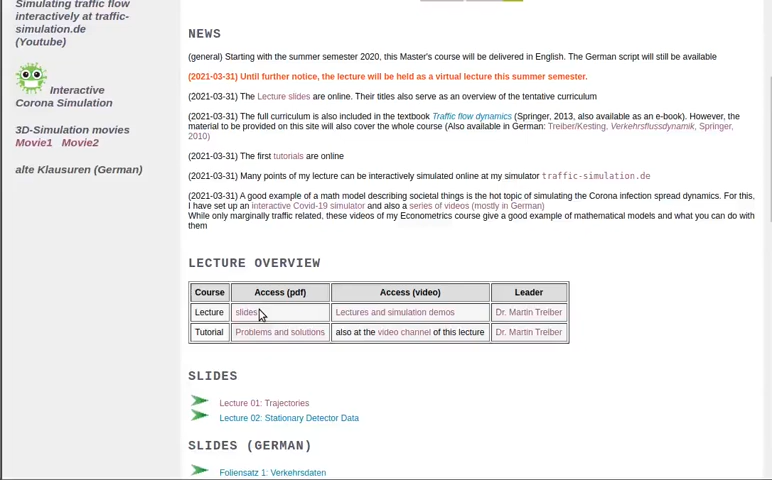 Simulating traffic flow
interactively at traffic-
simulation.de
(Youtube)
Interactive
Corona Simulation
3D-Simulation movies
Movie1 Movie2
alte Klausuren (German)
NEWS
(general) Starting with the summer semester 2020, this Master's course will be delivered in English. The German script will still be available
(2021-03-31) Until further notice, the lecture will be held as a virtual lecture this summer semester.
(2021-03-31) The Lecture slides are online. Their titles also serve as an overview of the tentative curriculum
(2021-03-31) The full curriculum is also included in the textbook Traffic flow dynamics (Springer, 2013, also available as an e-book). However, the
material to be provided on this site will also cover the whole course (Also available in German: Treiber/Kesting, Verkehrsflussdynamik, Springer,
2010)
(2021-03-31) The first tutorials are online
(2021-03-31) Many points of my lecture can be interactively simulated online at my simulator traffic-simulation.de
(2021-03-31) A good example of a math model describing societal things is the hot topic of simulating the Corona infection spread dynamics. For this,
I have set up an interactive Covid-19 simulator and also a series of videos (mostly in German)
While only marginally traffic related, these videos of my Econometrics course give a good example of mathematical models and what you can do with
them
LECTURE OVERVIEW
Course Access (pdf) Access (video) Leader
Lecture slides Lectures and simulation demos Dr. Martin Treiber
Tutorial Problems and solutions also at the video channel of this lecture Dr. Martin Treiber
SLIDES
Lecture 01: Trajectories
Lecture 02: Stationary Detector Data
SLIDES (GERMAN)
Foliensatz 1: Verkehrsdaten